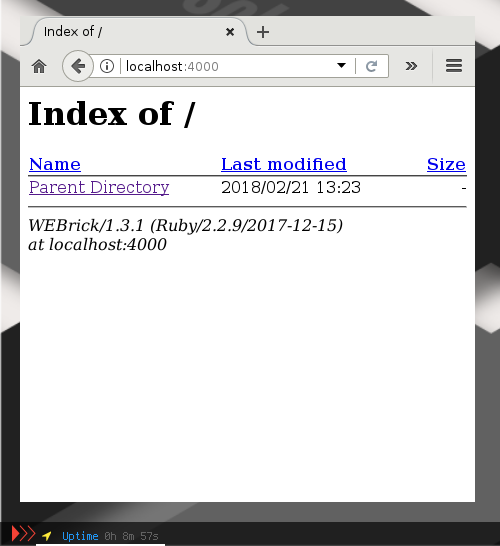 Index of /
localhost:4000
Index of /
Name Last modified Size
Parent Directory 2018/02/21 13:23 -
WEBrick/1.3.1 (Ruby/2.2.9/2017-12-15)
at localhost:4000
Uptime 0h 8m 57s